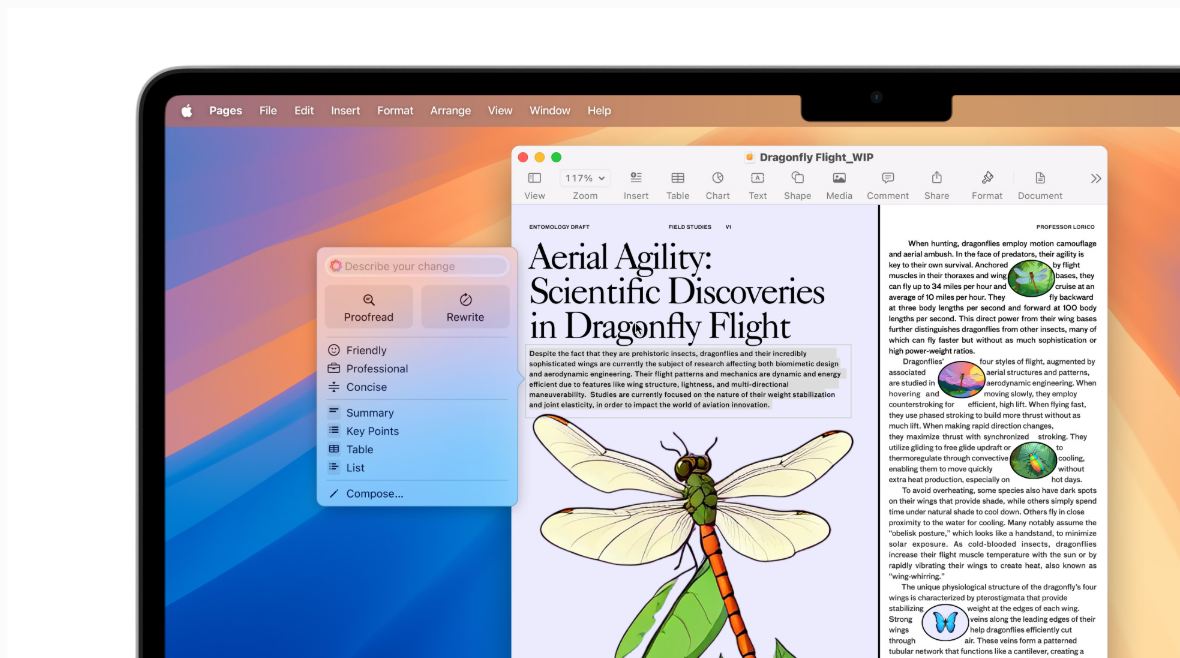 Pages File Edit Insert Format Arrange View Window Help
Dragonfly Flight_WIP
117%
View Zoom Insert Table Chart Text Shape Media Comment Share Format Document
Describe your change
Proofread Rewrite
Friendly
Professional
Concise
Summary
Key Points
Table
List
Compose...
ENTOMOLOGY DRAFT FIELD STUDIES V1
Aerial Agility:
Scientific Discoveries
in Dragonfly Flight
Despite the fact that they are prehistoric insects, dragonflies and their incredibly
sophisticated wings are currently the subject of research affecting both biomimetic design
and aerodynamic engineering. Their flight patterns and mechanics are dynamic and energy
efficient due to features like wing structure, lightness, and multi-directional
maneuverability. Studies are currently focused on the nature of their weight stabilization
and joint elasticity, in order to impact the world of aviation innovation.
PROFESSOR LORICO
When hunting, dragonflies employ motion camouflage
and aerial ambush. In the face of predators, their agility is
key to their own survival. Anchored by flight
muscles in their thoraxes and wing bases, they
can fly up to 34 miles per hour and cruise at an
average of 10 miles per hour. They fly backward
at three body lengths per second and forward at 100 body
lengths per second. This direct power from their wing bases
further distinguishes dragonflies from other insects, many of
which can fly faster but without as much sophistication or
high power-weight ratios.
Dragonflies' four styles of flight, augmented by
associated aerial structures and patterns,
are studied in aerodynamic engineering. When
hovering and moving slowly, they employ
counterstroking for efficient, high lift. When flying fast,
they use phased stroking to build more thrust without as
much lift. When making rapid direction changes,
they maximize thrust with synchronized stroking. They
utilize gliding to free glide updraft or to
thermoregulate through convective cooling,
enabling them to move quickly without
extra heat production, especially on hot days.
To avoid overheating, some species also have dark spots
on their wings that provide shade, while others simply spend
time under natural shade to cool down. Others fly in close
proximity to the water for cooling. Many notably assume the
"obelisk posture," which looks like a handstand, to minimize
solar exposure. As cold-blooded insects, dragonflies
increase their flight muscle temperature with the sun or by
rapidly vibrating their wings to create heat, also known as
"wing-whirring."
The unique physiological structure of the dragonfly's four
wings is characterized by pterostigmata that provide
stabilizing weight at the edges of each wing.
Strong veins along the leading edges of their
wings help dragonflies efficiently cut
through air. These veins form a patterned
tubular network that functions like a cantilever, creating a